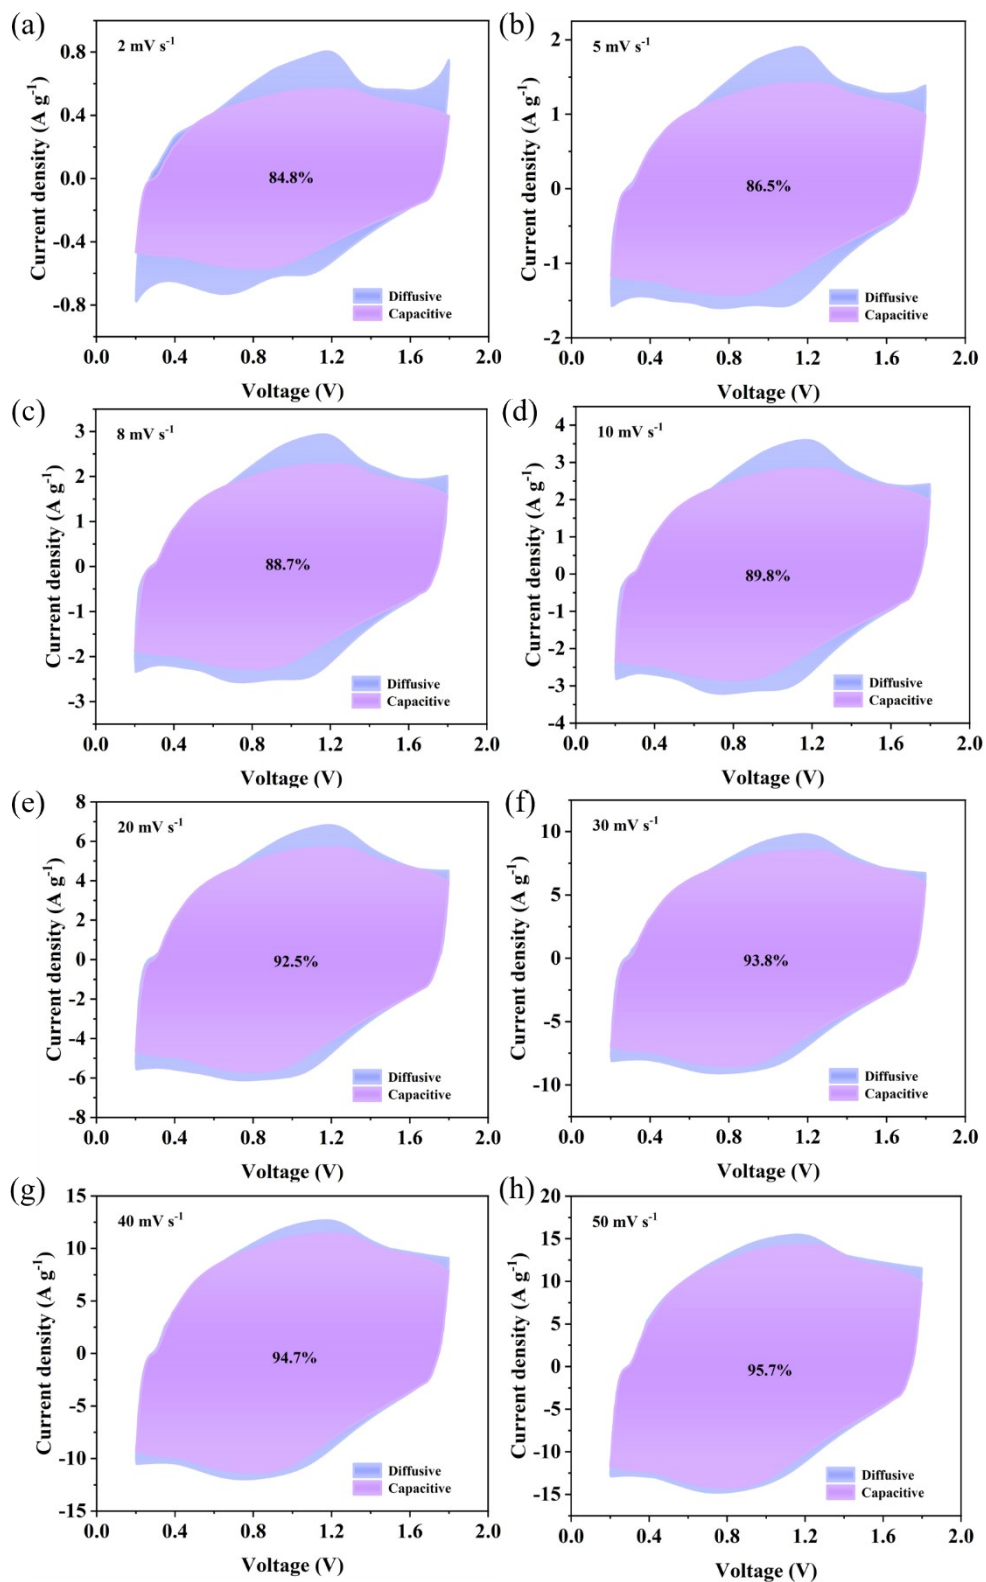 (a)
2 mV s⁻¹
Current density (A g⁻¹)
0.8
0.4
0.0
-0.4
-0.8
84.8%
Diffusive
Capacitive
0.0 0.4 0.8 1.2 1.6 2.0
Voltage (V)
(b)
5 mV s⁻¹
Current density (A g⁻¹)
2
1
0
-1
-2
86.5%
Diffusive
Capacitive
0.0 0.4 0.8 1.2 1.6 2.0
Voltage (V)
(c)
8 mV s⁻¹
Current density (A g⁻¹)
3
2
1
0
-1
-2
-3
88.7%
Diffusive
Capacitive
0.0 0.4 0.8 1.2 1.6 2.0
Voltage (V)
(d)
10 mV s⁻¹
Current density (A g⁻¹)
4
3
2
1
0
-1
-2
-3
-4
89.8%
Diffusive
Capacitive
0.0 0.4 0.8 1.2 1.6 2.0
Voltage (V)
(e)
20 mV s⁻¹
Current density (A g⁻¹)
8
6
4
2
0
-2
-4
-6
-8
92.5%
Diffusive
Capacitive
0.0 0.4 0.8 1.2 1.6 2.0
Voltage (V)
(f)
30 mV s⁻¹
Current density (A g⁻¹)
10
5
0
-5
-10
93.8%
Diffusive
Capacitive
0.0 0.4 0.8 1.2 1.6 2.0
Voltage (V)
(g)
40 mV s⁻¹
Current density (A g⁻¹)
15
10
5
0
-5
-10
-15
94.7%
Diffusive
Capacitive
0.0 0.4 0.8 1.2 1.6 2.0
Voltage (V)
(h)
50 mV s⁻¹
Current density (A g⁻¹)
20
15
10
5
0
-5
-10
-15
95.7%
Diffusive
Capacitive
0.0 0.4 0.8 1.2 1.6 2.0
Voltage (V)